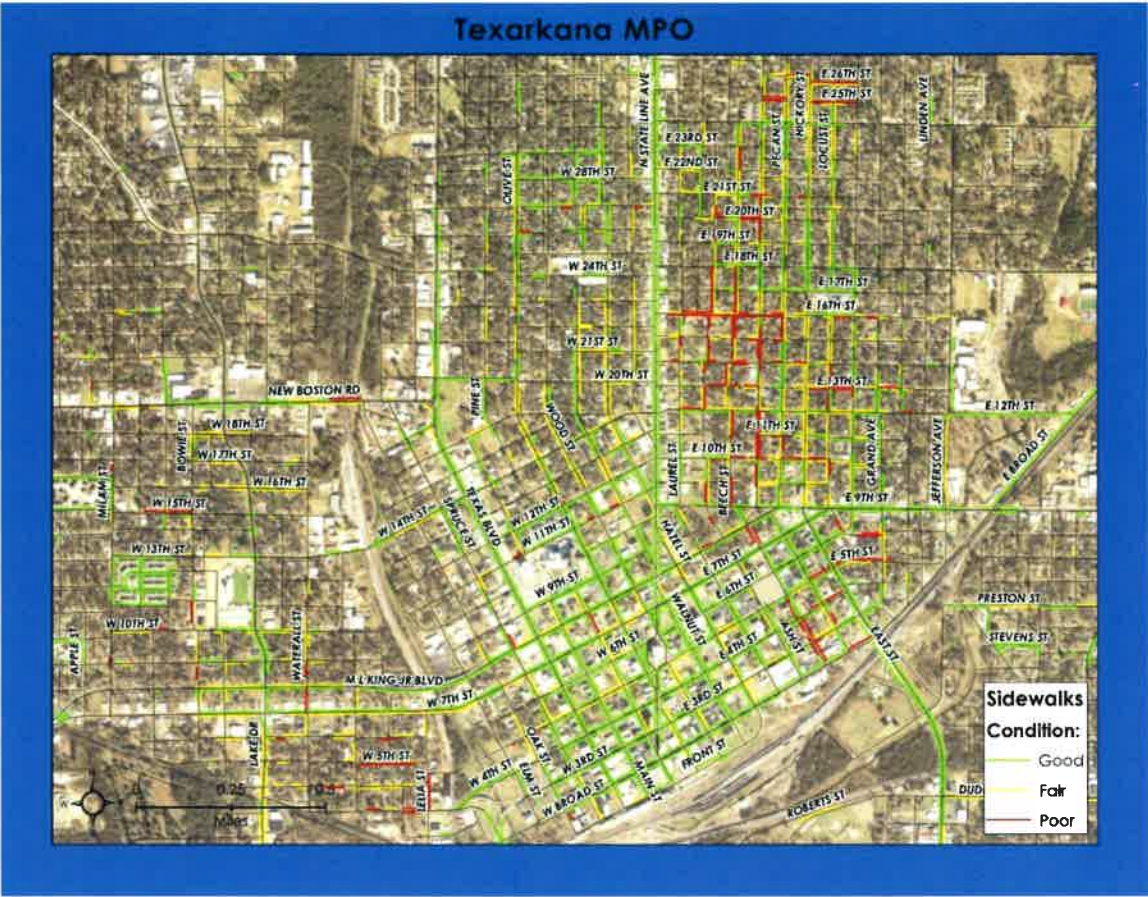 Texarkana MPO
E 26TH ST
E 25TH ST
N STATE LINE AVE
PECAN ST
HICKORY ST
LOCUST ST
LINDEN AVE
E 23RD ST
E 22ND ST
W 28TH ST
OLIVE ST
E 21ST ST
E 20TH ST
E 19TH ST
E 18TH ST
W 24TH ST
E 17TH ST
E 16TH ST
W 21ST ST
W 20TH ST
E 13TH ST
NEW BOSTON RD
PINE ST
WOOD ST
E 12TH ST
W 18TH ST
BOWIE ST
E 11TH ST
GRAND AVE
JEFFERSON AVE
E BROAD ST
W 17TH ST
E 10TH ST
LAUREL ST
BEECH ST
W 16TH ST
MILAM ST
W 15TH ST
E 9TH ST
TEXAS BLVD
SPRUCE ST
W 14TH ST
W 12TH ST
W 11TH ST
HAZEL ST
W 13TH ST
E 7TH ST
E 5TH ST
W 9TH ST
E 6TH ST
PRESTON ST
WALNUT ST
W 10TH ST
APPLE ST
WATERALL ST
W 6TH ST
E 4TH ST
ASH ST
EAST ST
STEVENS ST
M L KING JR BLVD
W 7TH ST
E 3RD ST
LAKE DR
OAK ST
W 3RD ST
FRONT ST
W 5TH ST
W 4TH ST
ELM ST
MAIN ST
LELIA ST
W BROAD ST
ROBERTS ST
DUD
0 0.25 0.5
Miles
Sidewalks
Condition:
Good
Fair
Poor